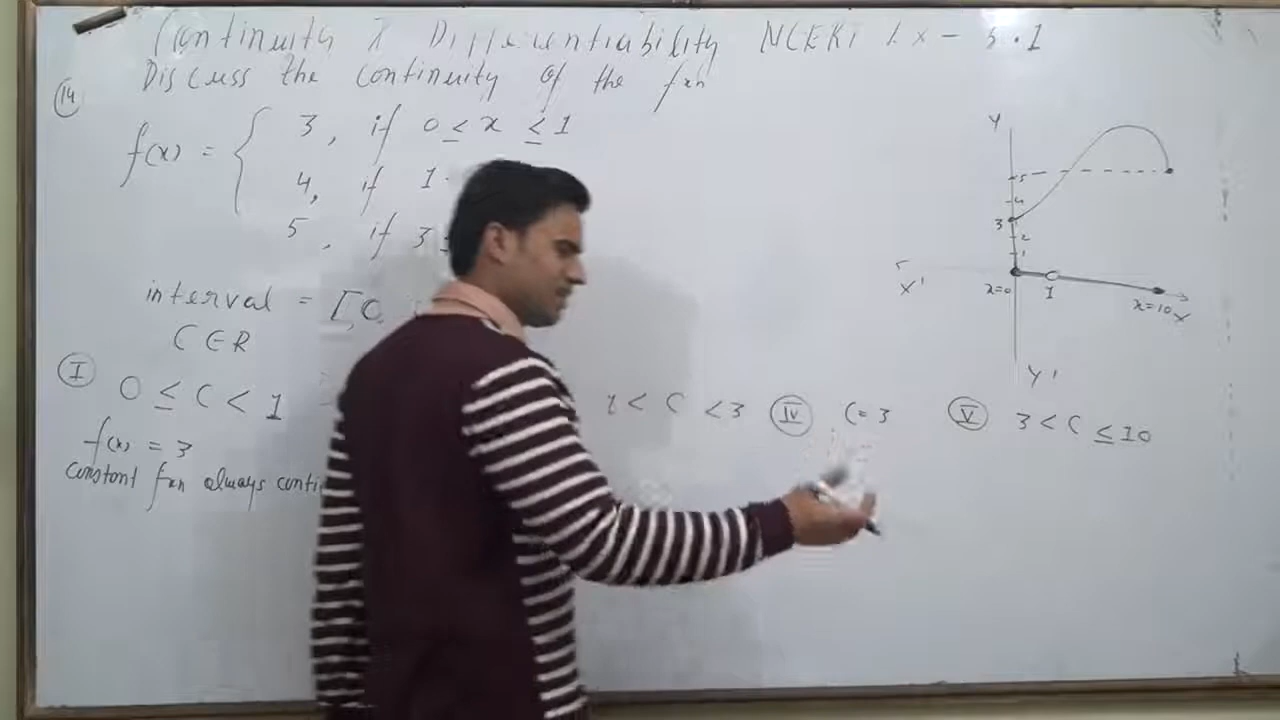 Continuity & Differentiability NCERT Ex - 5.1
(14) Discuss the continuity of the fxn
f(x) = { 3, if 0 ≤ x ≤ 1
4, if 1
5, if 3
interval = [0,
C ∈ R
(I) 0 ≤ C < 1
f(x) = 3
constant fxn always conti
1 < C < 3
(IV) C = 3
(V) 3 < C ≤ 10
Y
5
4
3
2
1
X'
x=0
1
x=10
X
Y'